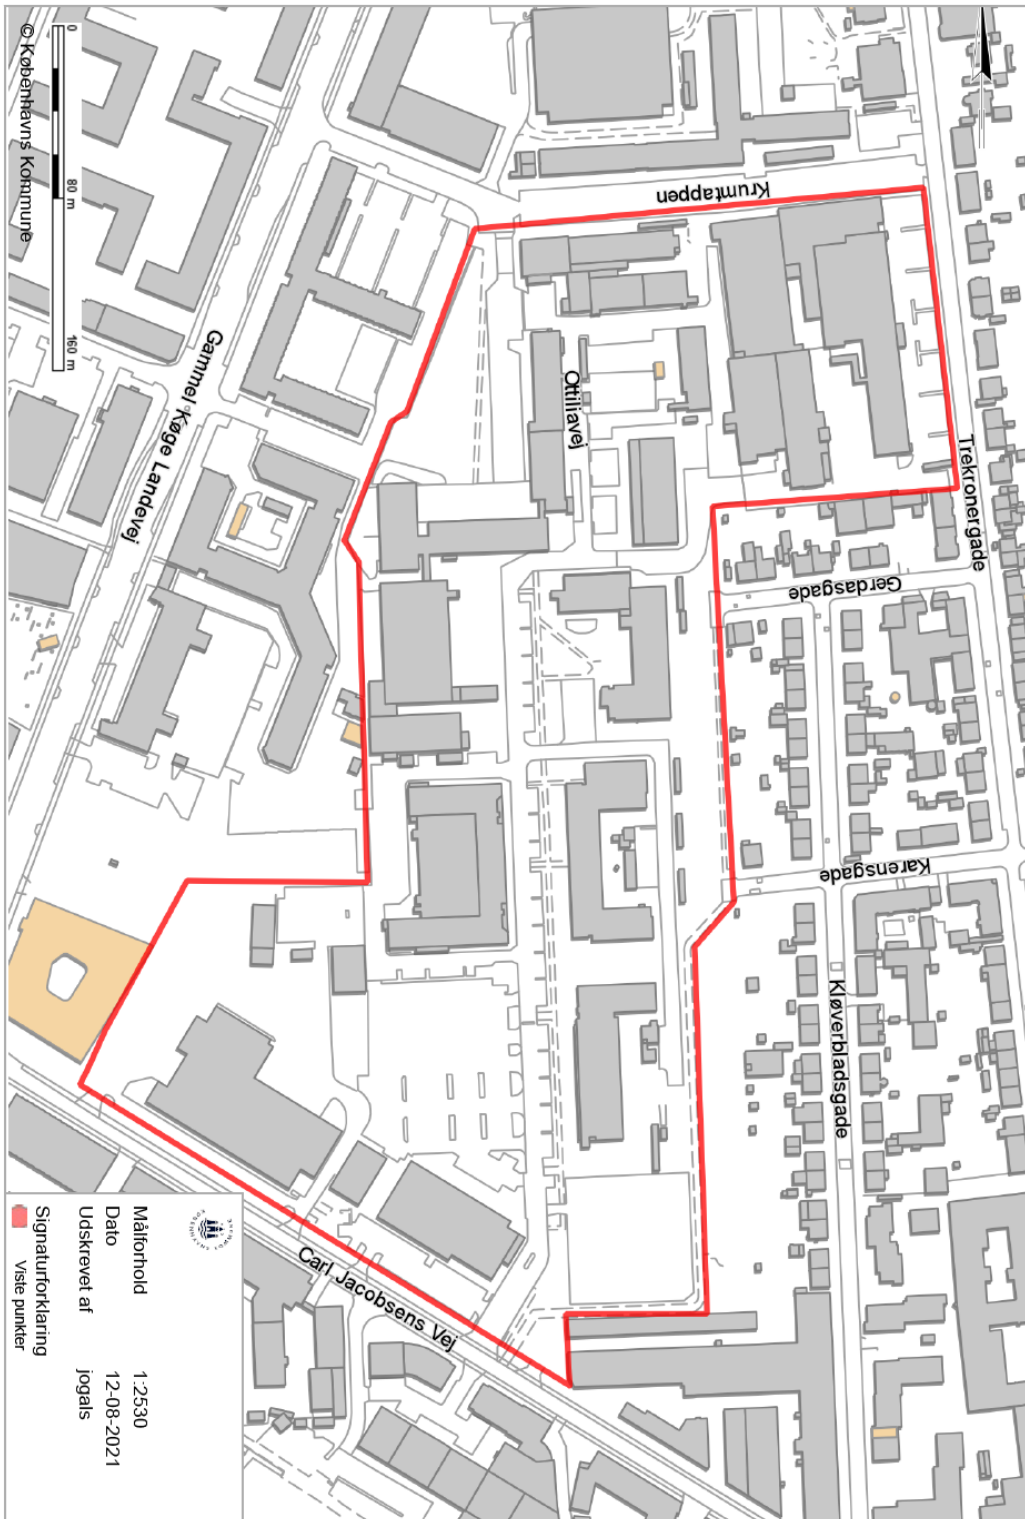 Krumtappen
Trekronergade
Ottiliavej
Gerdasgade
Karensgade
Kløverbladsgade
Gammel Køge Landevej
Carl Jacobsens Vej
0
80 m
160 m
© Københavns Kommune
Målforhold 1:2530
Dato 12-08-2021
Udskrevet af jogals
Signaturforklaring
Viste punkter